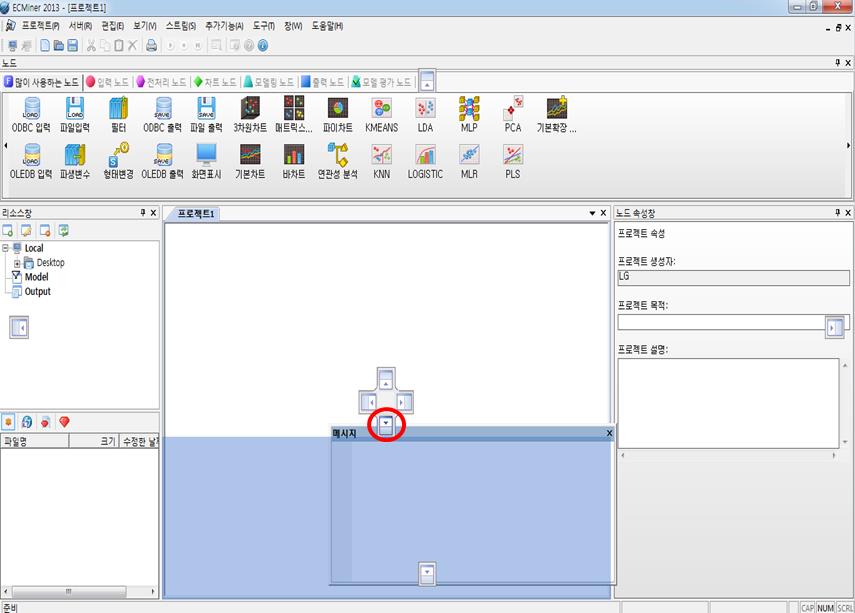 ECMiner 2013 - [프로젝트1]
프로젝트(P) 서버(R) 편집(E) 보기(V) 스트림(S) 추가기능(A) 도구(T) 창(W) 도움말(H)
노드
많이 사용하는 노드 입력 노드 전처리 노드 차트 노드 모델링 노드 출력 노드 모델 평가 노드
ODBC 입력 파일입력 필터 ODBC 출력 파일 출력 3차원차트 매트릭스... 파이차트 KMEANS LDA MLP PCA 기본확장 ...
OLEDB 입력 파생변수 형태변경 OLEDB 출력 화면표시 기본차트 바차트 연관성 분석 KNN LOGISTIC MLR PLS
리소스창
Local
Desktop
Model
Output
파일명 크기 수정한 날짜
프로젝트1
메시지
노드 속성창
프로젝트 속성
프로젝트 생성자:
LG
프로젝트 목적:
프로젝트 설명:
준비
CAP NUM SCRL